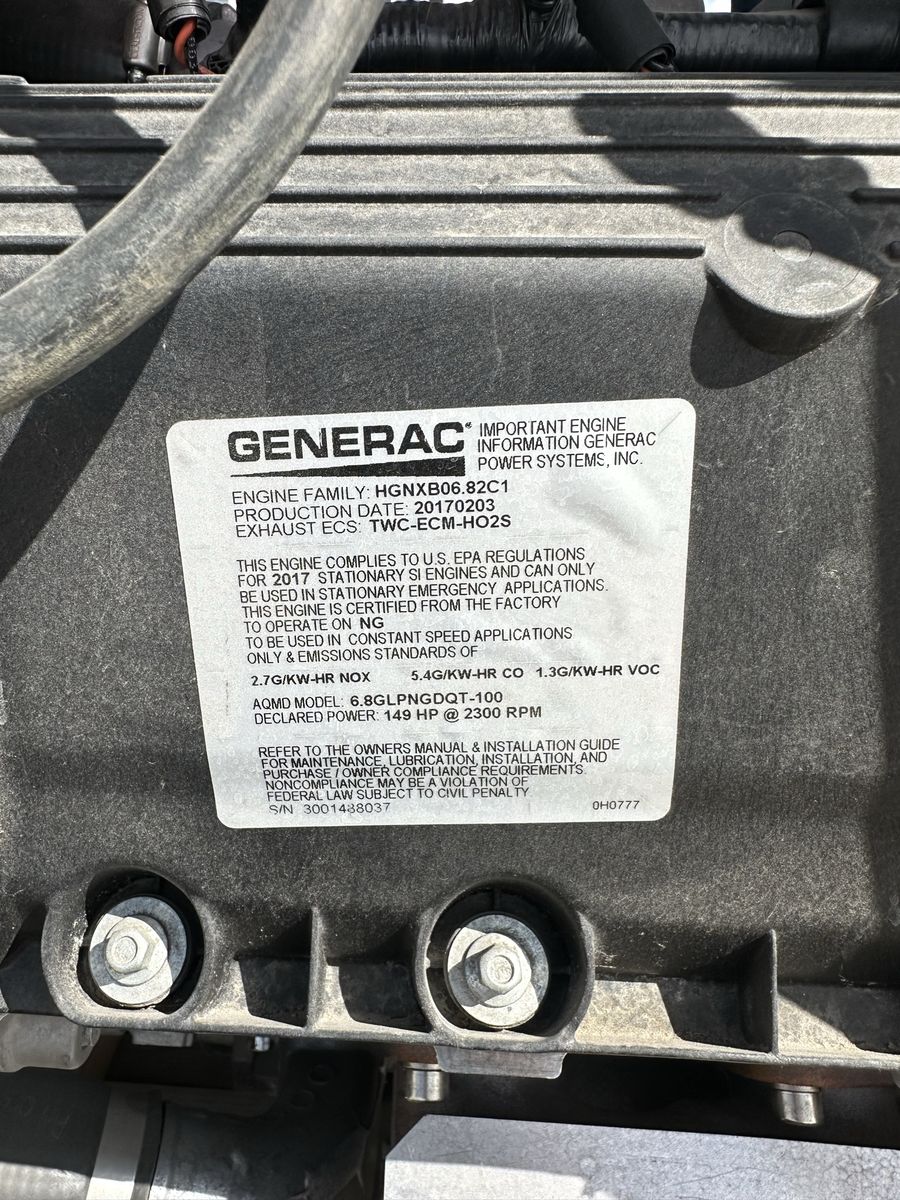 GENERAC®
IMPORTANT ENGINE
INFORMATION GENERAC
POWER SYSTEMS, INC.
ENGINE FAMILY: HGNXB06.82C1
PRODUCTION DATE: 20170203
EXHAUST ECS: TWC-ECM-HO2S
THIS ENGINE COMPLIES TO U.S. EPA REGULATIONS
FOR 2017 STATIONARY SI ENGINES AND CAN ONLY
BE USED IN STATIONARY EMERGENCY APPLICATIONS.
THIS ENGINE IS CERTIFIED FROM THE FACTORY
TO OPERATE ON NG
TO BE USED IN CONSTANT SPEED APPLICATIONS
ONLY & EMISSIONS STANDARDS OF
2.7G/KW-HR NOX 5.4G/KW-HR CO 1.3G/KW-HR VOC
AQMD MODEL: 6.8GLPNGDQT-100
DECLARED POWER: 149 HP @ 2300 RPM
REFER TO THE OWNERS MANUAL & INSTALLATION GUIDE
FOR MAINTENANCE, LUBRICATION, INSTALLATION, AND
PURCHASE / OWNER COMPLIANCE REQUIREMENTS.
NONCOMPLIANCE MAY BE A VIOLATION OF
FEDERAL LAW SUBJECT TO CIVIL PENALTY
S/N 3001488037 0H0777